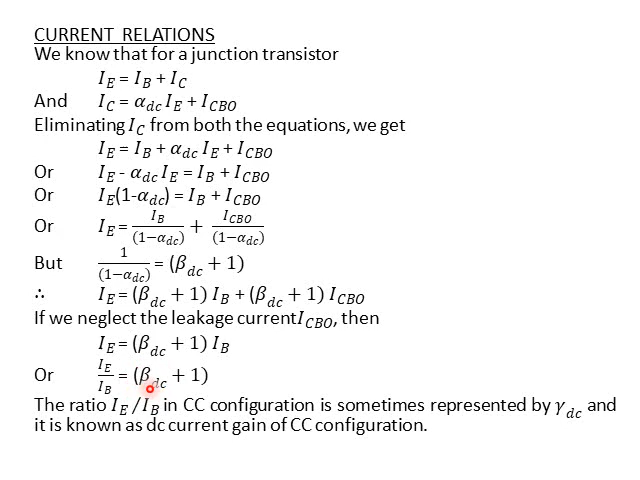 CURRENT RELATIONS
We know that for a junction transistor
I_E = I_B + I_C
And I_C = α_dc I_E + I_CBO
Eliminating I_C from both the equations, we get
I_E = I_B + α_dc I_E + I_CBO
Or I_E - α_dc I_E = I_B + I_CBO
Or I_E(1-α_dc) = I_B + I_CBO
Or I_E = I_B/(1−α_dc) + I_CBO/(1−α_dc)
But 1/(1−α_dc) = (β_dc + 1)
∴ I_E = (β_dc + 1) I_B + (β_dc + 1) I_CBO
If we neglect the leakage current I_CBO, then
I_E = (β_dc + 1) I_B
Or I_E/I_B = (β_dc + 1)
The ratio I_E /I_B in CC configuration is sometimes represented by γ_dc and
it is known as dc current gain of CC configuration.